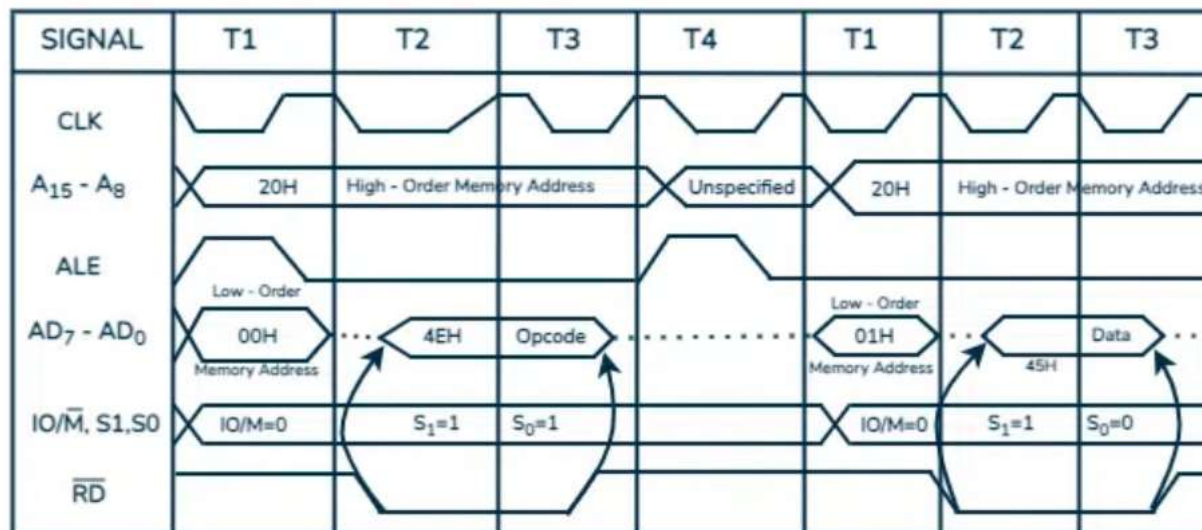 SIGNAL T1 T2 T3 T4 T1 T2 T3
CLK
A₁₅ - A₈ 20H High - Order Memory Address Unspecified 20H High - Order Memory Address
ALE
Low - Order Low - Order
AD₇ - AD₀ 00H 4EH Opcode 01H Data
Memory Address Memory Address 45H
IO/M̅, S1,S0 IO/M=0 S₁=1 S₀=1 IO/M=0 S₁=1 S₀=0
R̅D̅